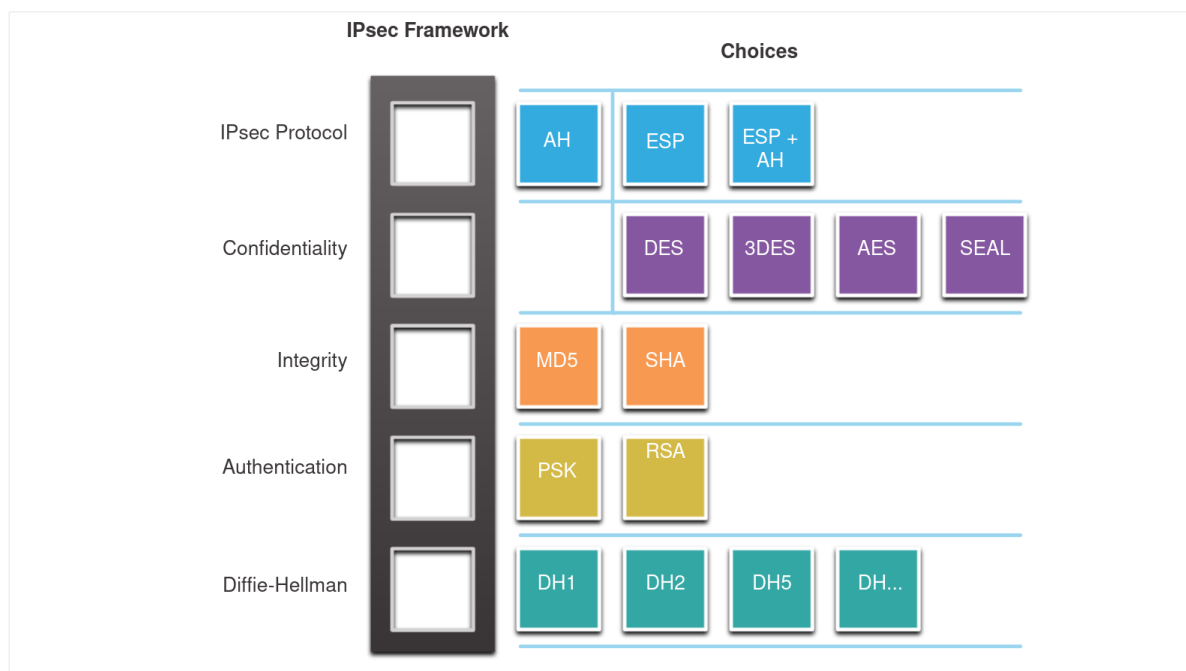 IPsec Framework
Choices
IPsec Protocol
AH
ESP
ESP +
AH
Confidentiality
DES
3DES
AES
SEAL
Integrity
MD5
SHA
Authentication
PSK
RSA
Diffie-Hellman
DH1
DH2
DH5
DH...